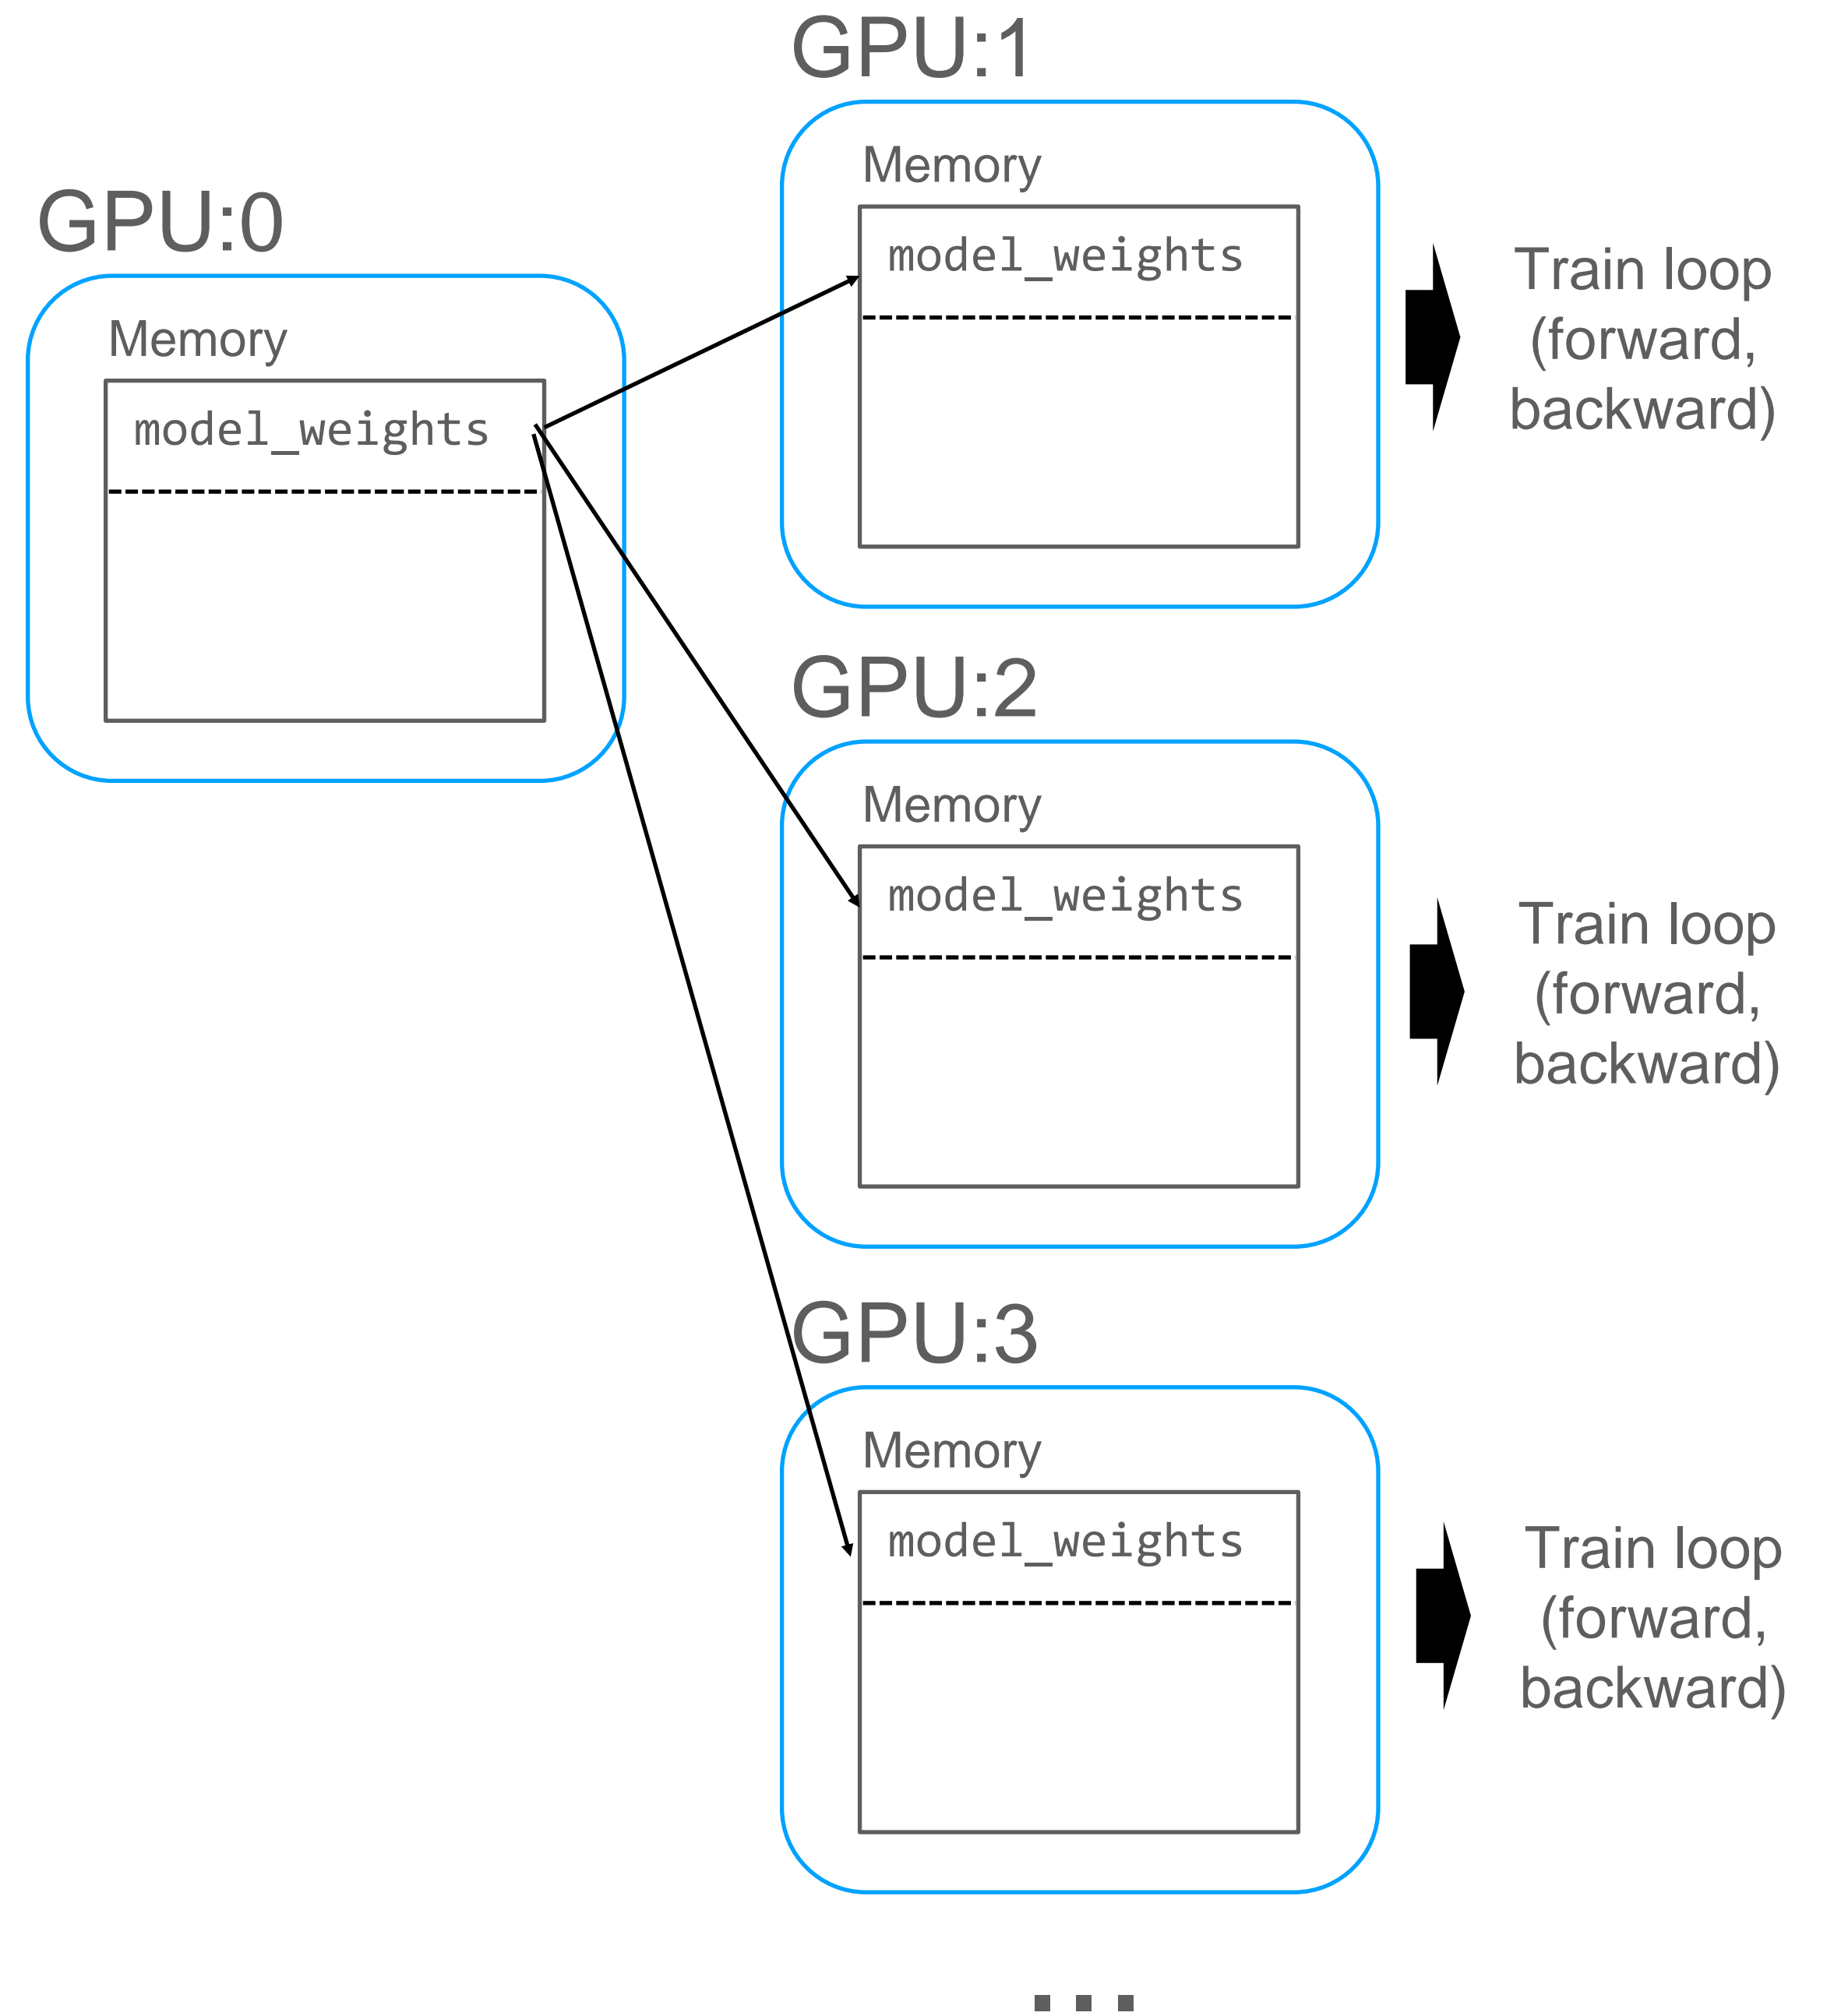 GPU:0
Memory
model_weights
GPU:1
Memory
model_weights
Train loop
(forward,
backward)
GPU:2
Memory
model_weights
Train loop
(forward,
backward)
GPU:3
Memory
model_weights
Train loop
(forward,
backward)
...